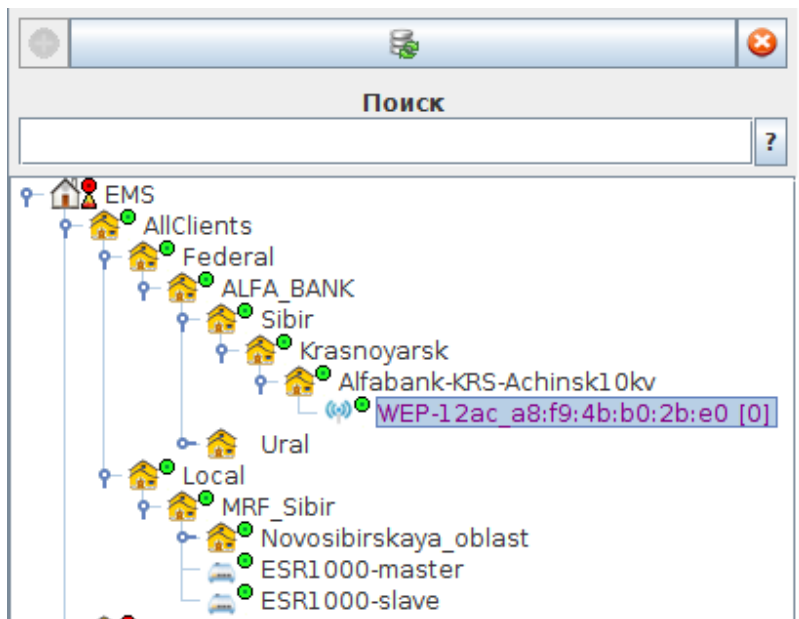 Поиск
?
EMS
AllClients
Federal
ALFA_BANK
Sibir
Krasnoyarsk
Alfabank-KRS-Achinsk10kv
WEP-12ac_a8:f9:4b:b0:2b:e0 [0]
Ural
Local
MRF_Sibir
Novosibirskaya_oblast
ESR1000-master
ESR1000-slave